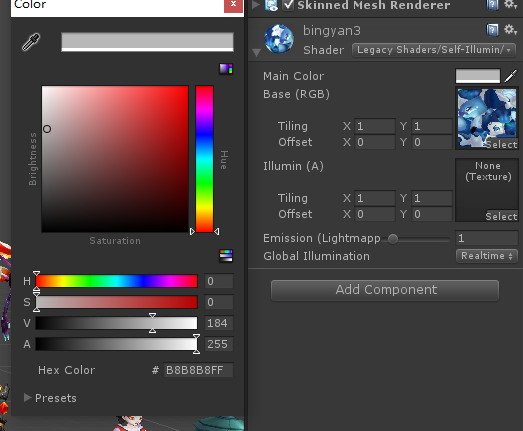 Color
Brightness
Hue
Saturation
H 0
S 0
V 184
A 255
Hex Color # B8B8B8FF
Presets
Skinned Mesh Renderer
bingyan3
Shader Legacy Shaders/Self-Illumin/
Main Color
Base (RGB)
Tiling X 1 Y 1
Offset X 0 Y 0
Select
Illumin (A)
None
(Texture)
Tiling X 1 Y 1
Offset X 0 Y 0
Select
Emission (Lightmapp 1
Global Illumination Realtime
Add Component